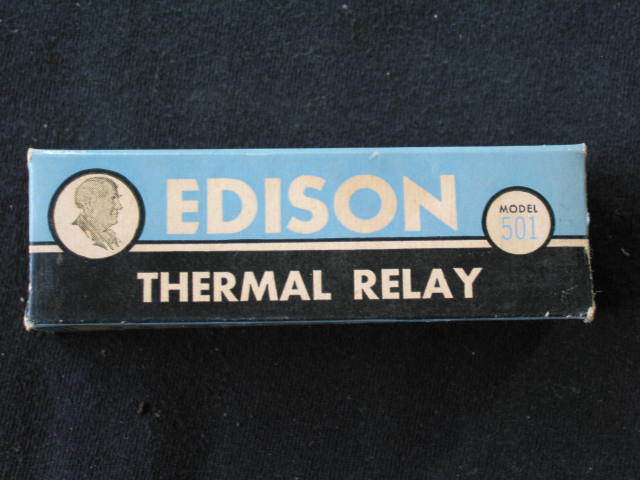 EDISON
MODEL
501
THERMAL RELAY